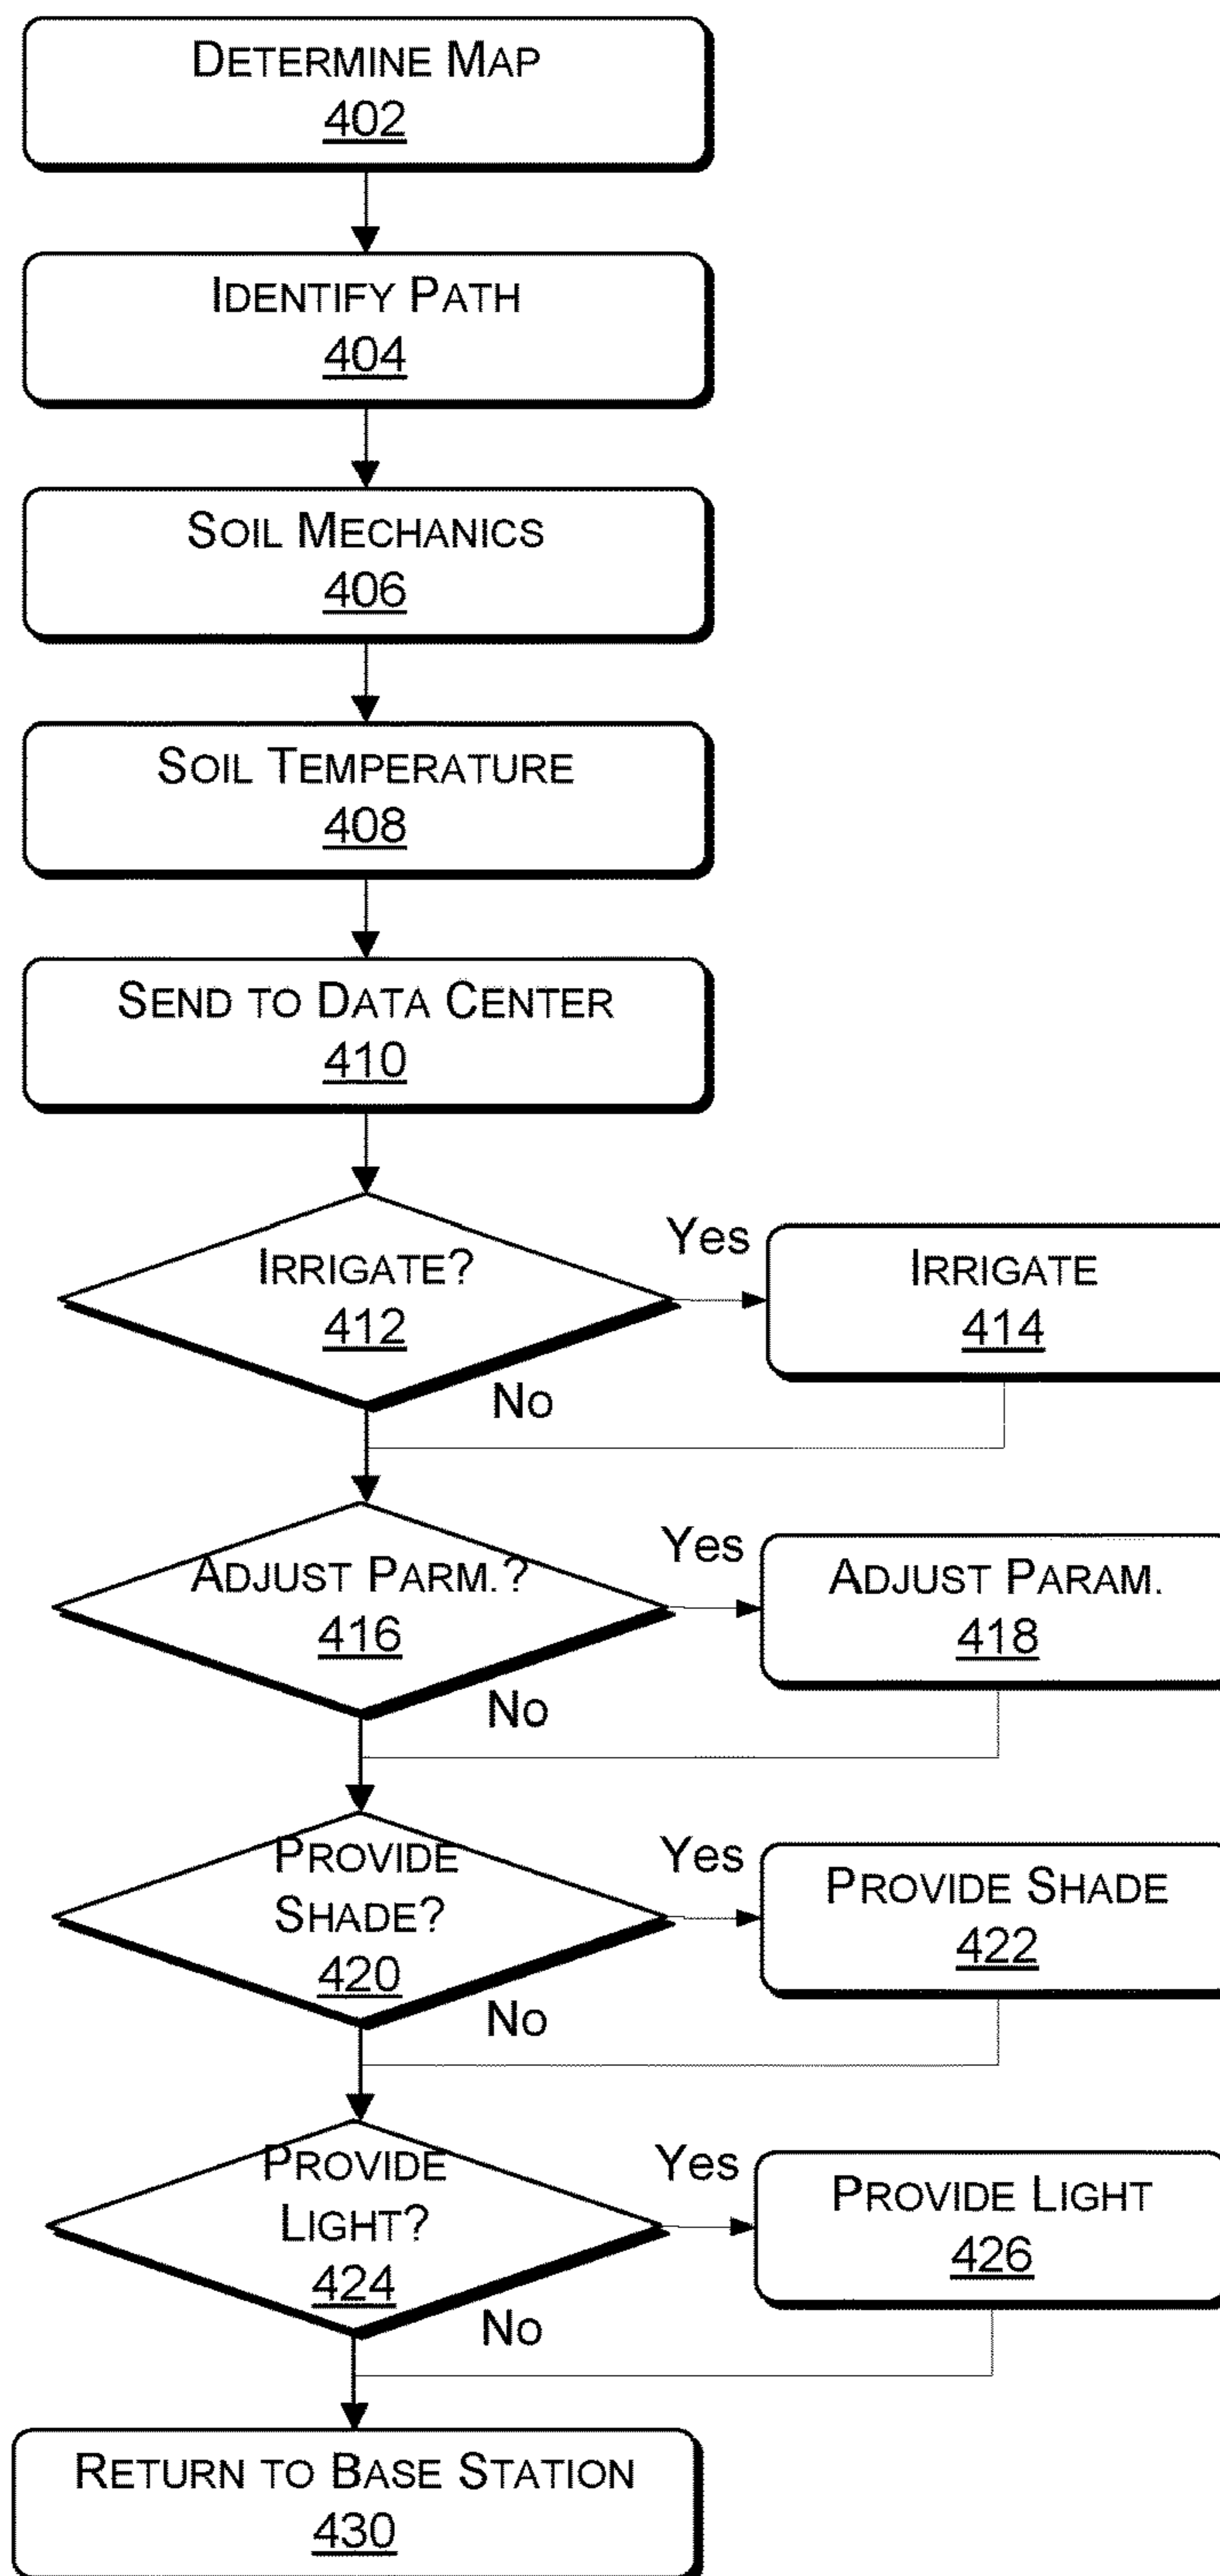 DETERMINE MAP
402
IDENTIFY PATH
404
SOIL MECHANICS
406
SOIL TEMPERATURE
408
SEND TO DATA CENTER
410
IRRIGATE?
412
Yes
IRRIGATE
414
NO
ADJUST PARM.?
416
Yes
ADJUST PARAM.
418
NO
PROVIDE
SHADE?
420
Yes
PROVIDE SHADE
422
NO
PROVIDE
LIGHT?
424
Yes
PROVIDE LIGHT
426
NO
RETURN TO BASE STATION
430